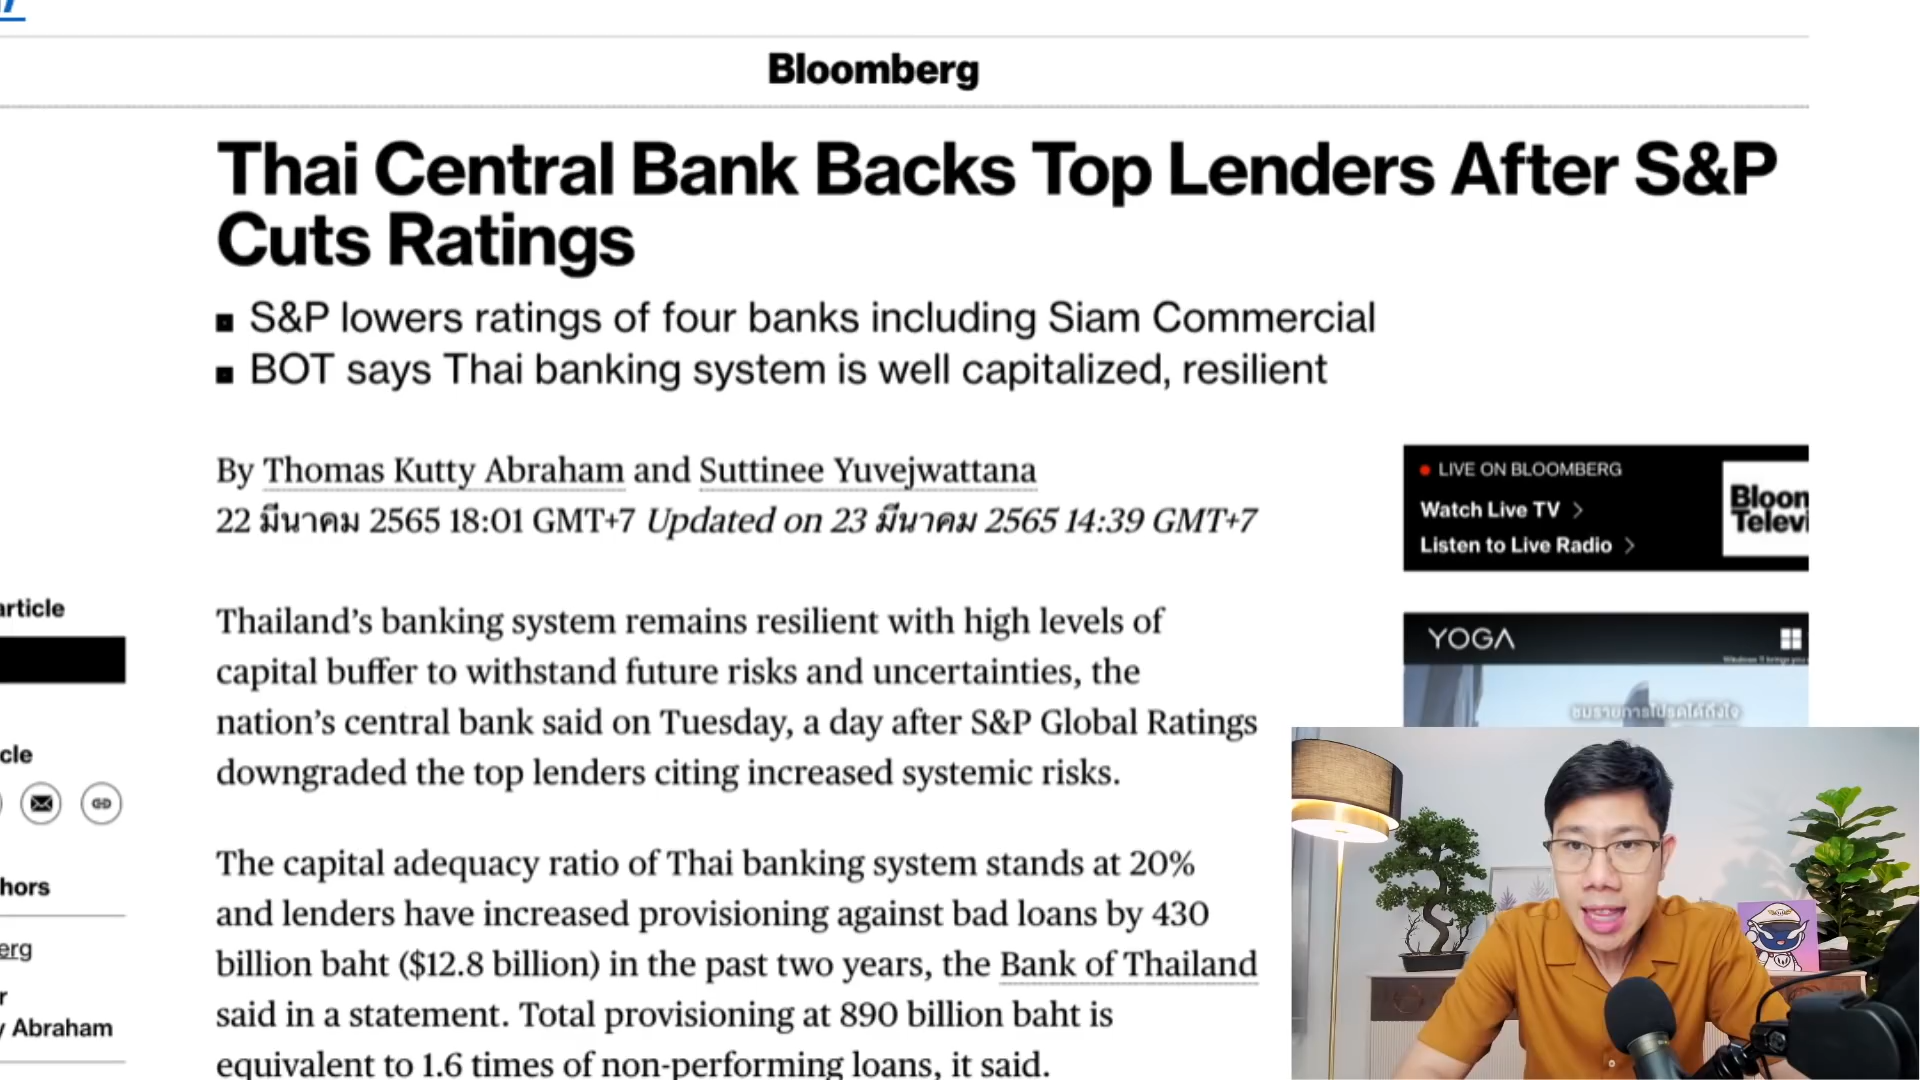 Bloomberg
Thai Central Bank Backs Top Lenders After S&P
Cuts Ratings
S&P lowers ratings of four banks including Siam Commercial
BOT says Thai banking system is well capitalized, resilient
By Thomas Kutty Abraham and Suttinee Yuvejwattana
22 มีนาคม 2565 18:01 GMT+7 Updated on 23 มีนาคม 2565 14:39 GMT+7
LIVE ON BLOOMBERG
Watch Live TV
Listen to Live Radio
Bloom
Televi
article
cle
hors
erg
r
y Abraham
Thailand’s banking system remains resilient with high levels of
capital buffer to withstand future risks and uncertainties, the
nation’s central bank said on Tuesday, a day after S&P Global Ratings
downgraded the top lenders citing increased systemic risks.
The capital adequacy ratio of Thai banking system stands at 20%
and lenders have increased provisioning against bad loans by 430
billion baht ($12.8 billion) in the past two years, the Bank of Thailand
said in a statement. Total provisioning at 890 billion baht is
equivalent to 1.6 times of non-performing loans, it said.
YOGA